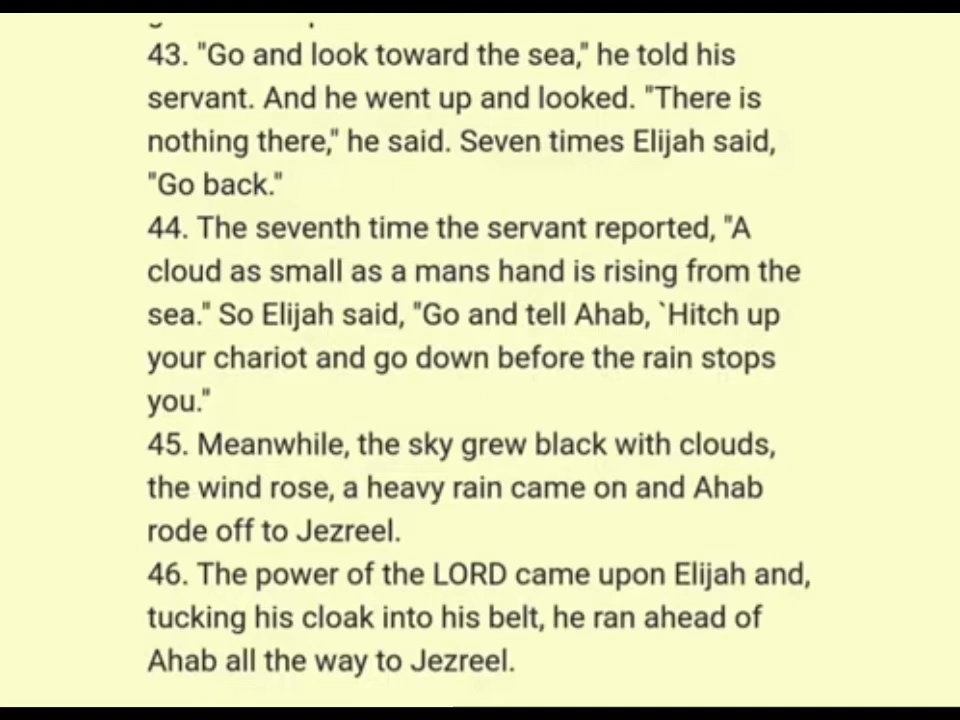 43. "Go and look toward the sea," he told his
servant. And he went up and looked. "There is
nothing there," he said. Seven times Elijah said,
"Go back."
44. The seventh time the servant reported, "A
cloud as small as a mans hand is rising from the
sea." So Elijah said, "Go and tell Ahab, `Hitch up
your chariot and go down before the rain stops
you."
45. Meanwhile, the sky grew black with clouds,
the wind rose, a heavy rain came on and Ahab
rode off to Jezreel.
46. The power of the LORD came upon Elijah and,
tucking his cloak into his belt, he ran ahead of
Ahab all the way to Jezreel.